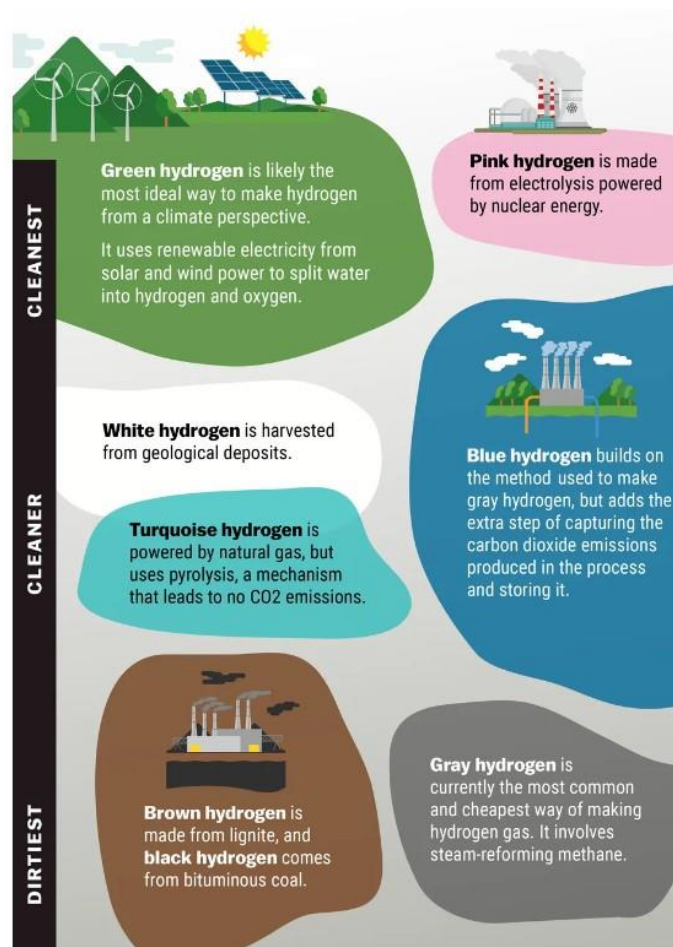 CLEANEST
Green hydrogen is likely the
most ideal way to make hydrogen
from a climate perspective.
It uses renewable electricity from
solar and wind power to split water
into hydrogen and oxygen.
Pink hydrogen is made
from electrolysis powered
by nuclear energy.
CLEANER
White hydrogen is harvested
from geological deposits.
Turquoise hydrogen is
powered by natural gas, but
uses pyrolysis, a mechanism
that leads to no CO2 emissions.
Blue hydrogen builds on
the method used to make
gray hydrogen, but adds the
extra step of capturing the
carbon dioxide emissions
produced in the process
and storing it.
DIRTIEST
Brown hydrogen is
made from lignite, and
black hydrogen comes
from bituminous coal.
Gray hydrogen is
currently the most common
and cheapest way of making
hydrogen gas. It involves
steam-reforming methane.